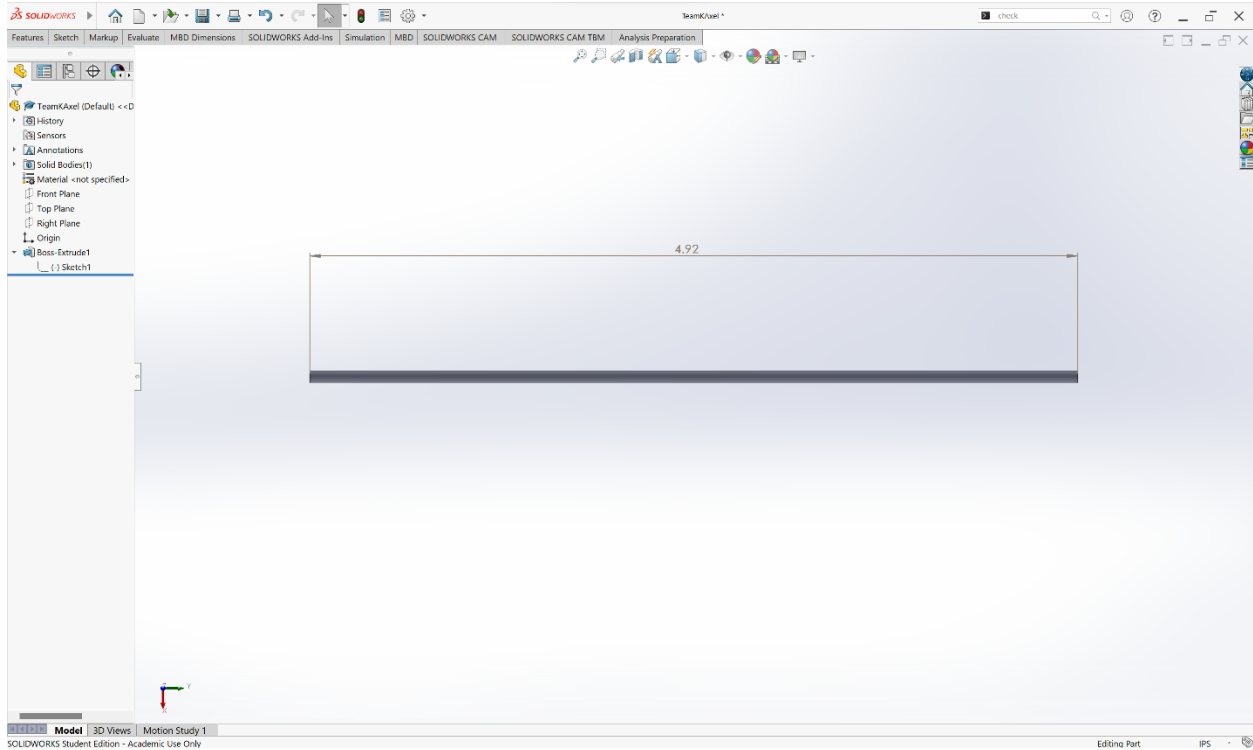 SOLIDWORKS
TeamKAxel *
check
Features Sketch Markup Evaluate MBD Dimensions SOLIDWORKS Add-Ins Simulation MBD SOLIDWORKS CAM SOLIDWORKS CAM TBM Analysis Preparation
TeamKAxel (Default) <<D
History
Sensors
Annotations
Solid Bodies(1)
Material <not specified>
Front Plane
Top Plane
Right Plane
Origin
Boss-Extrude1
(-) Sketch1
4.92
Y
X
Model 3D Views Motion Study 1
SOLIDWORKS Student Edition - Academic Use Only
Editing Part
IPS